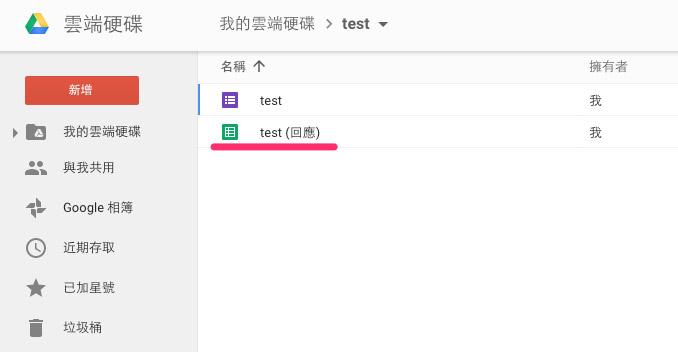 雲端硬碟
我的雲端硬碟 > test
名稱 擁有者
新增
test 我
我的雲端硬碟
test (回應) 我
與我共用
Google 相簿
近期存取
已加星號
垃圾桶